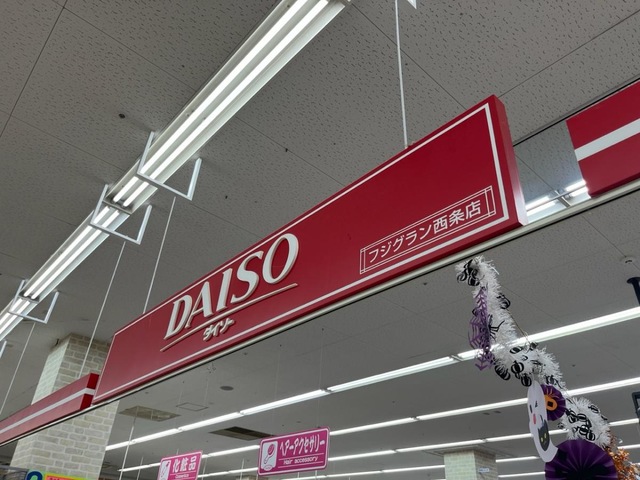 DAISO
ダイソー
フジグラン西条店
化粧品
Cosmetics
ヘアーアクセサリー
Hair accessory